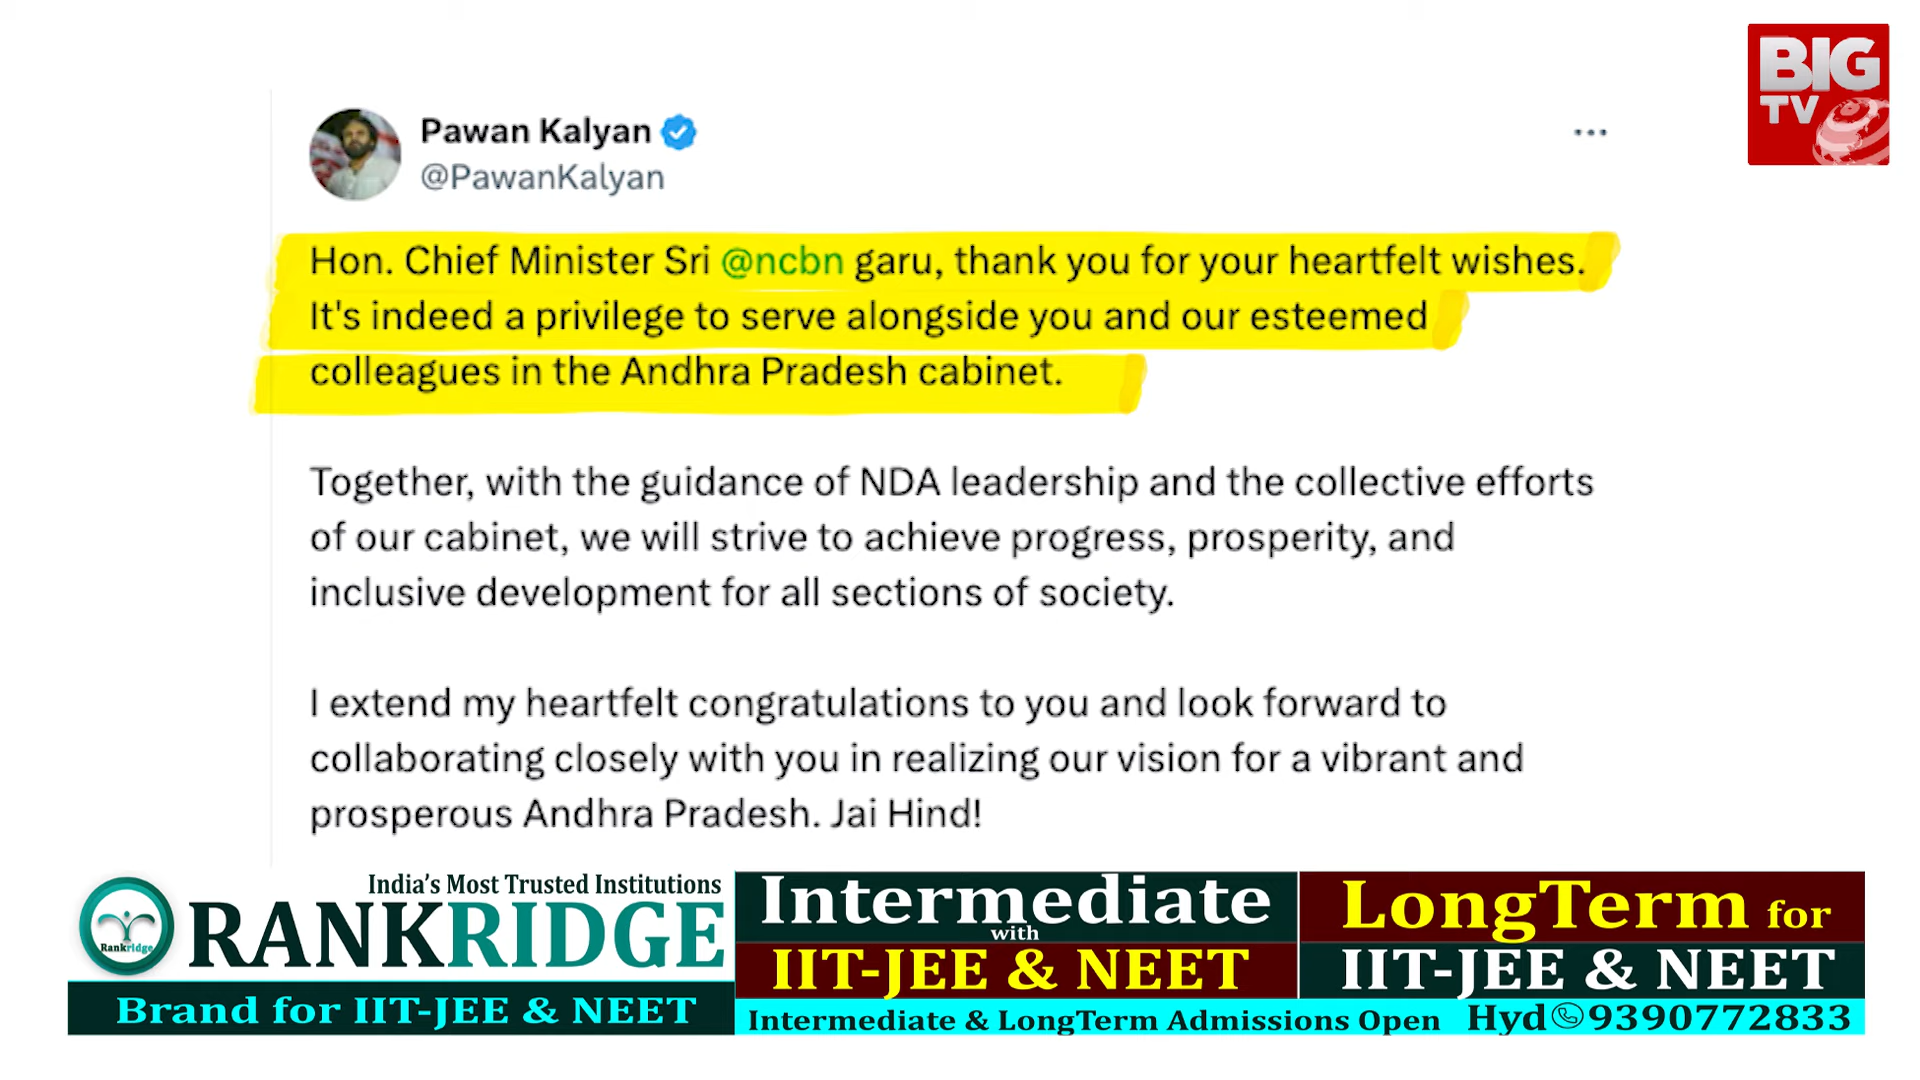 BIG
TV
Pawan Kalyan
@PawanKalyan
Hon. Chief Minister Sri @ncbn garu, thank you for your heartfelt wishes.
It's indeed a privilege to serve alongside you and our esteemed
colleagues in the Andhra Pradesh cabinet.
Together, with the guidance of NDA leadership and the collective efforts
of our cabinet, we will strive to achieve progress, prosperity, and
inclusive development for all sections of society.
I extend my heartfelt congratulations to you and look forward to
collaborating closely with you in realizing our vision for a vibrant and
prosperous Andhra Pradesh. Jai Hind!
India's Most Trusted Institutions
Rankridge
RANKRIDGE
Brand for IIT-JEE & NEET
Intermediate
with
IIT-JEE & NEET
LongTerm for
IIT-JEE & NEET
Intermediate & LongTerm Admissions Open Hyd 9390772833